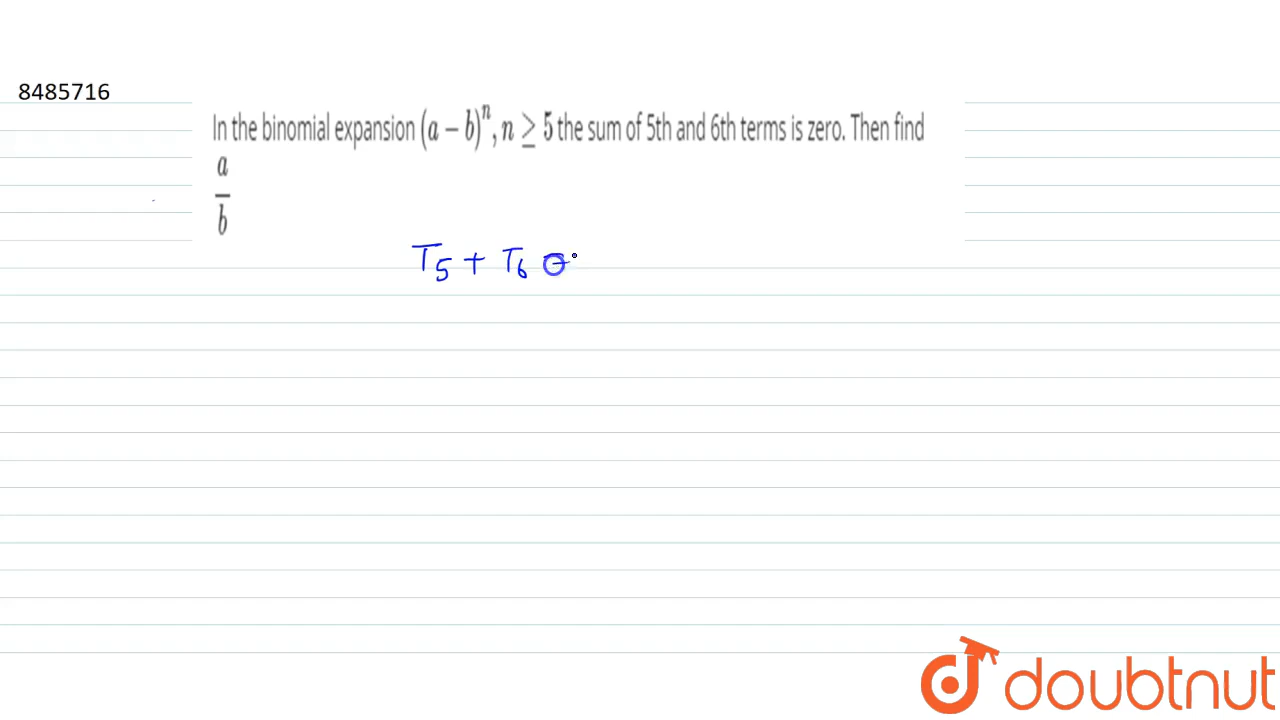 8485716
In the binomial expansion (a − b)ⁿ, n ≥ 5 the sum of 5th and 6th terms is zero. Then find
a/b
T₅ + T₆
doubtnut